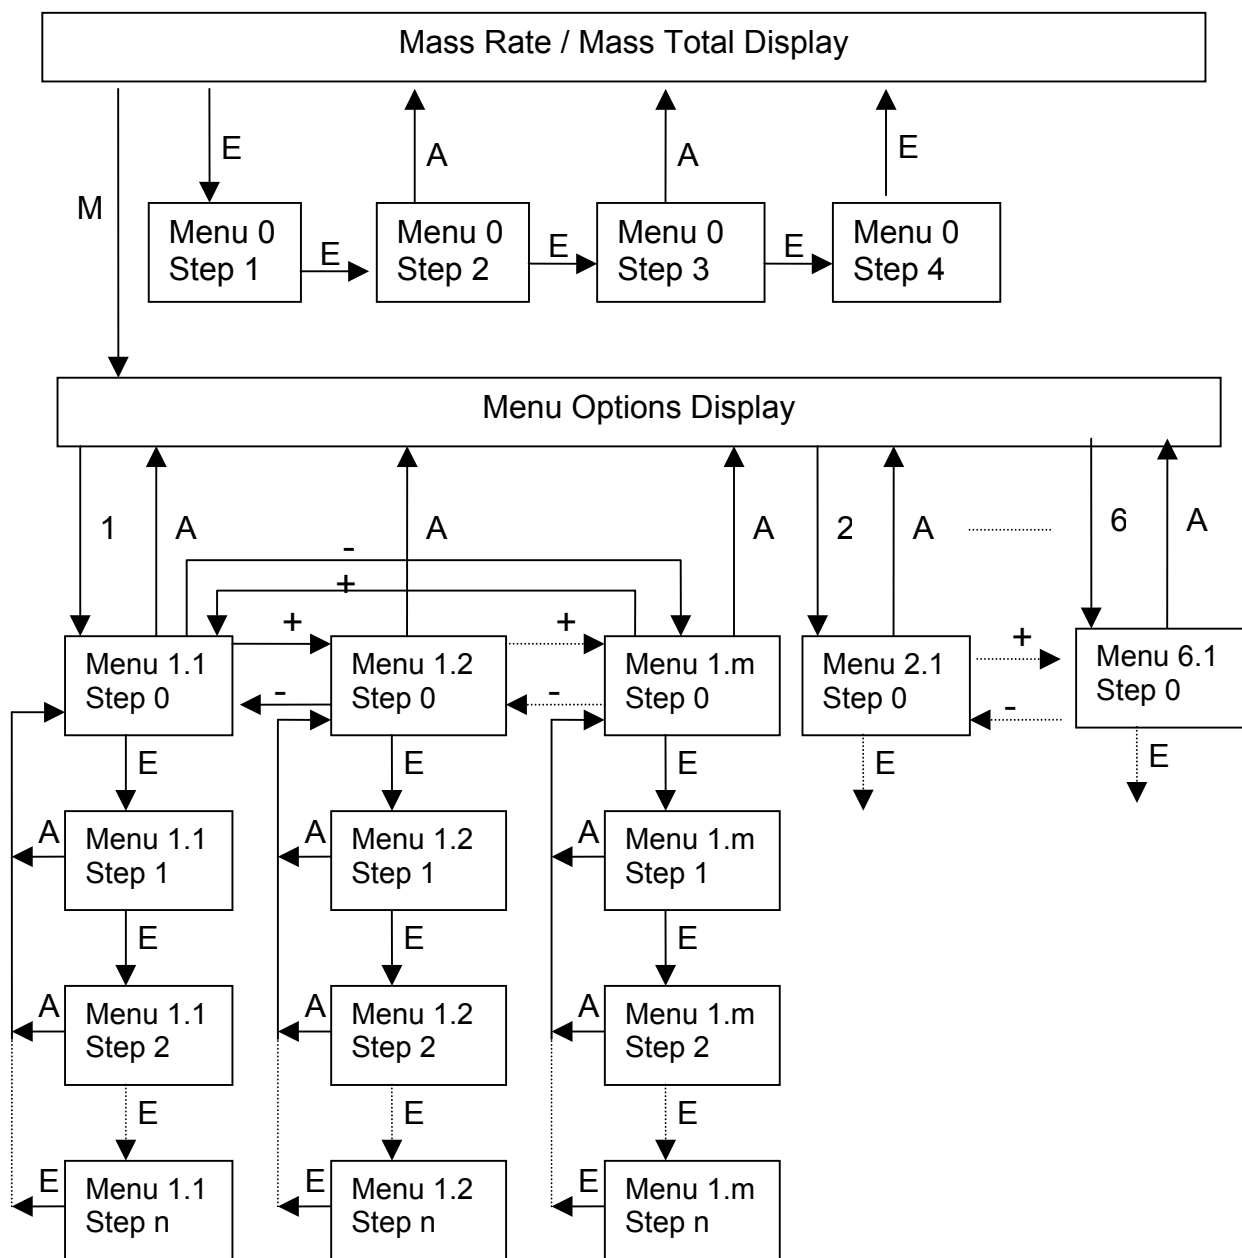 Mass Rate / Mass Total Display
E
A
A
E
M
Menu 0
Step 1
E
Menu 0
Step 2
E
Menu 0
Step 3
E
Menu 0
Step 4
Menu Options Display
1
A
A
A
2
A
6
A
-
+
+
+
+
Menu 1.1
Step 0
-
Menu 1.2
Step 0
-
Menu 1.m
Step 0
Menu 2.1
Step 0
-
Menu 6.1
Step 0
E
E
E
E
E
A
Menu 1.1
Step 1
A
Menu 1.2
Step 1
A
Menu 1.m
Step 1
E
E
E
A
Menu 1.1
Step 2
A
Menu 1.2
Step 2
A
Menu 1.m
Step 2
E
E
E
E
Menu 1.1
Step n
E
Menu 1.2
Step n
E
Menu 1.m
Step n